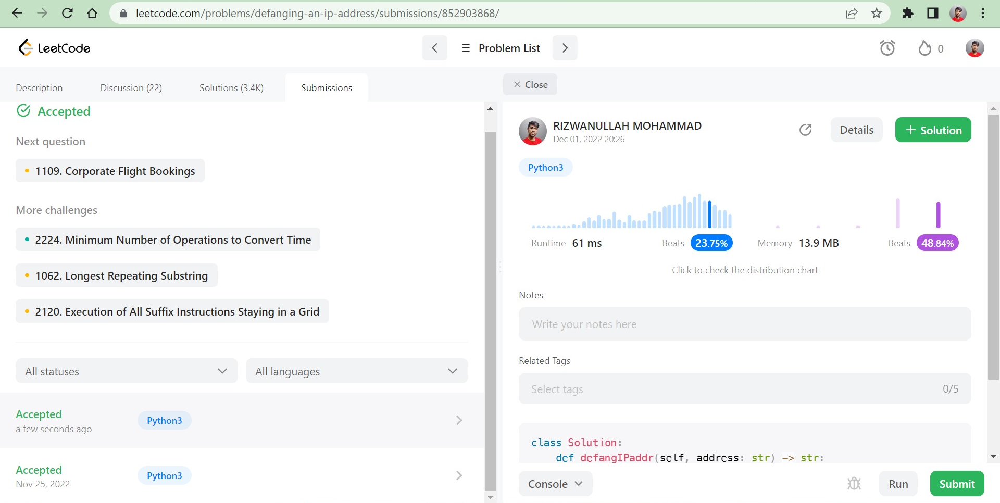 leetcode.com/problems/defanging-an-ip-address/submissions/852903868/
LeetCode
Problem List
0
Description
Discussion (22)
Solutions (3.4K)
Submissions
Close
Accepted
Next question
1109. Corporate Flight Bookings
More challenges
2224. Minimum Number of Operations to Convert Time
1062. Longest Repeating Substring
2120. Execution of All Suffix Instructions Staying in a Grid
All statuses
All languages
Accepted
Python3
a few seconds ago
Accepted
Python3
Nov 25, 2022
RIZWANULLAH MOHAMMAD
Dec 01, 2022 20:26
Details
+ Solution
Python3
Runtime 61 ms
Beats 23.75%
Memory 13.9 MB
Beats 48.84%
Click to check the distribution chart
Notes
Write your notes here
Related Tags
Select tags
0/5
class Solution:
    def defangIPaddr(self, address: str) -> str:
Console
Run
Submit